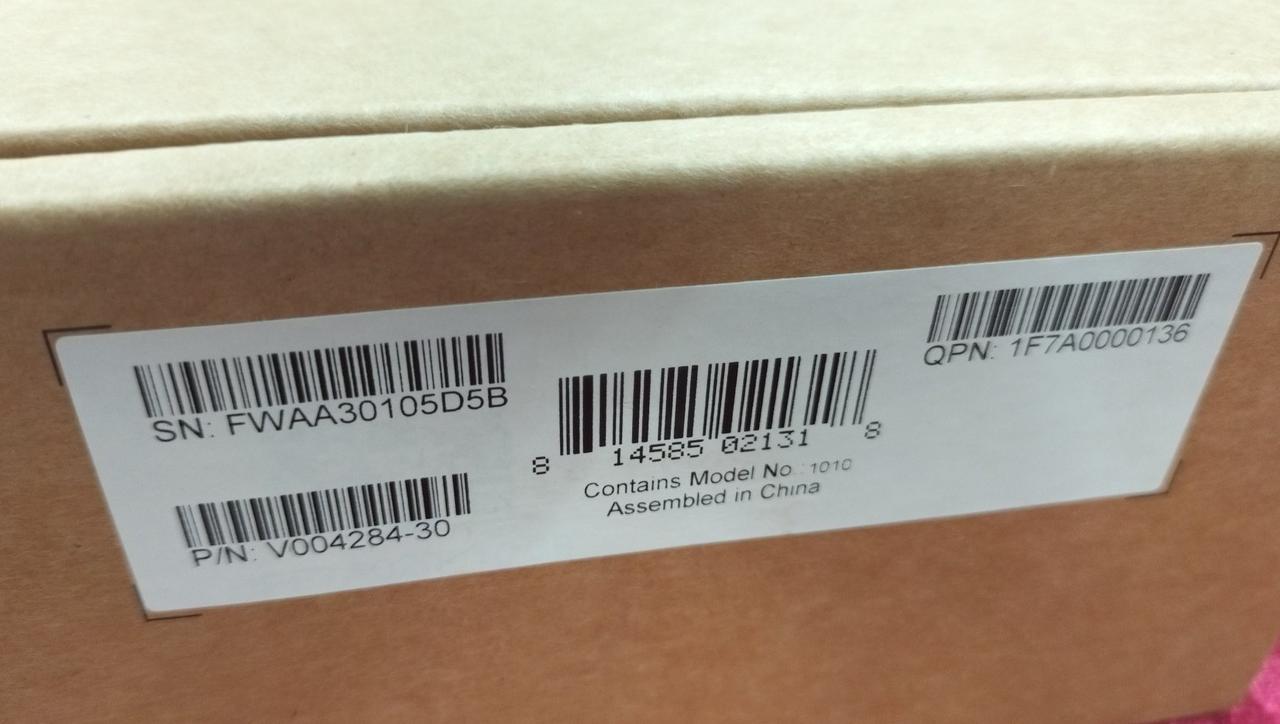 SN: FWAA30105D5B
P/N: V004284-30
8 14585 02131 8
Contains Model No : 1010
Assembled in China
QPN: 1F7A0000136